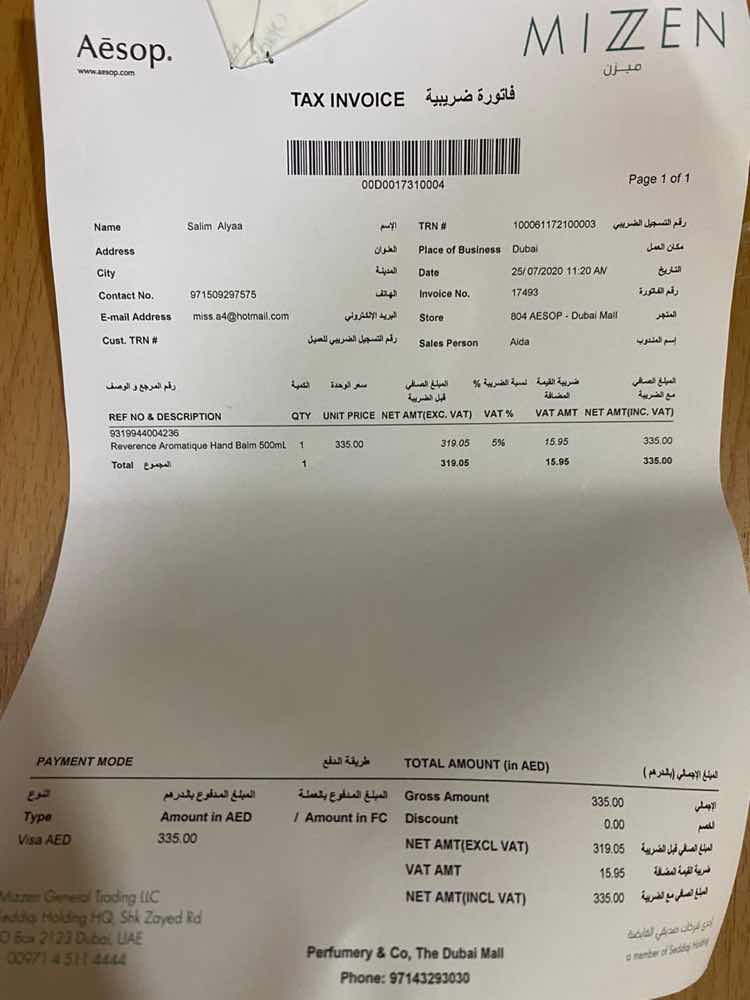 Aēsop.
www.aesop.com
MIZZEN
ميزن
TAX INVOICE فاتورة ضريبية
00D0017310004
Page 1 of 1
Name Salim Alyaa الإسم
Address العنوان
City المدينة
Contact No. 971509297575 الهاتف
E-mail Address miss.a4@hotmail.com البريد الإلكتروني
Cust. TRN # رقم التسجيل الضريبي للعميل
TRN # 100061172100003 رقم التسجيل الضريبي
Place of Business Dubai مكان العمل
Date 25/07/2020 11:20 AM التاريخ
Invoice No. 17493 رقم الفاتورة
Store 804 AESOP - Dubai Mall المتجر
Sales Person Aida إسم المندوب
رقم المرجع و الوصف الكمية سعر الوحدة المبلغ الصافي قبل الضريبة نسبة الضريبة % ضريبة القيمة المضافة المبلغ الصافي مع الضريبة
REF NO & DESCRIPTION QTY UNIT PRICE NET AMT(EXC. VAT) VAT % VAT AMT NET AMT(INC. VAT)
9319944004236
Reverence Aromatique Hand Balm 500mL 1 335.00 319.05 5% 15.95 335.00
Total المجموع 1 319.05 15.95 335.00
PAYMENT MODE طريقة الدفع
النوع المبلغ المدفوع بالدرهم المبلغ المدفوع بالعملة
Type Amount in AED / Amount in FC
Visa AED 335.00
TOTAL AMOUNT (in AED) المبلغ الإجمالي (بالدرهم)
Gross Amount 335.00 الإجمالي
Discount 0.00 الخصم
NET AMT(EXCL VAT) 319.05 المبلغ الصافي قبل الضريبة
VAT AMT 15.95 ضريبة القيمة المضافة
NET AMT(INCL VAT) 335.00 المبلغ الصافي مع الضريبة
Mizzen General Trading LLC
Seddiqi Holding HQ, Shk Zayed Rd
P.O Box 2123 Dubai, UAE
00971 4 511 4444
Perfumery & Co, The Dubai Mall
Phone: 97143293030
إحدى شركات صديقي القابضة
a member of Seddiqi Holding